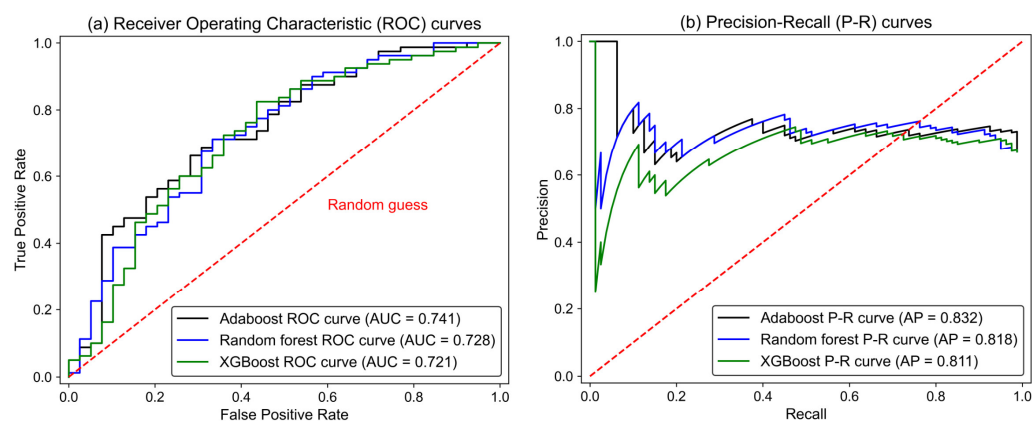 (a) Receiver Operating Characteristic (ROC) curves
True Positive Rate
1.0
0.8
0.6
0.4
0.2
0.0
Random guess
Adaboost ROC curve (AUC = 0.741)
Random forest ROC curve (AUC = 0.728)
XGBoost ROC curve (AUC = 0.721)
0.0 0.2 0.4 0.6 0.8 1.0
False Positive Rate
(b) Precision-Recall (P-R) curves
Precision
1.0
0.8
0.6
0.4
0.2
0.0
Adaboost P-R curve (AP = 0.832)
Random forest P-R curve (AP = 0.818)
XGBoost P-R curve (AP = 0.811)
0.0 0.2 0.4 0.6 0.8 1.0
Recall